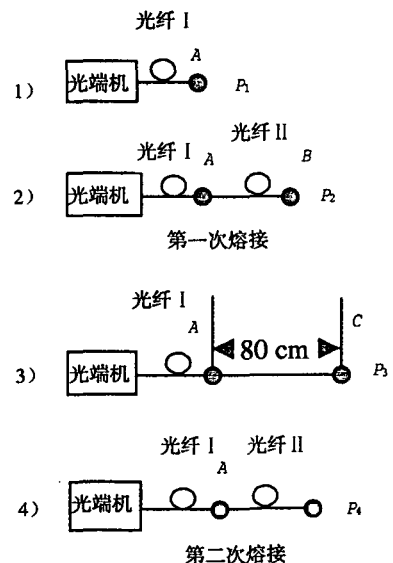 光纤 I
A
1) 光端机 P₁
光纤 I A 光纤 II B
2) 光端机 P₂
第一次熔接
光纤 I
A 80 cm C
3) 光端机 P₃
光纤 I 光纤 II
A
4) 光端机 P₄
第二次熔接